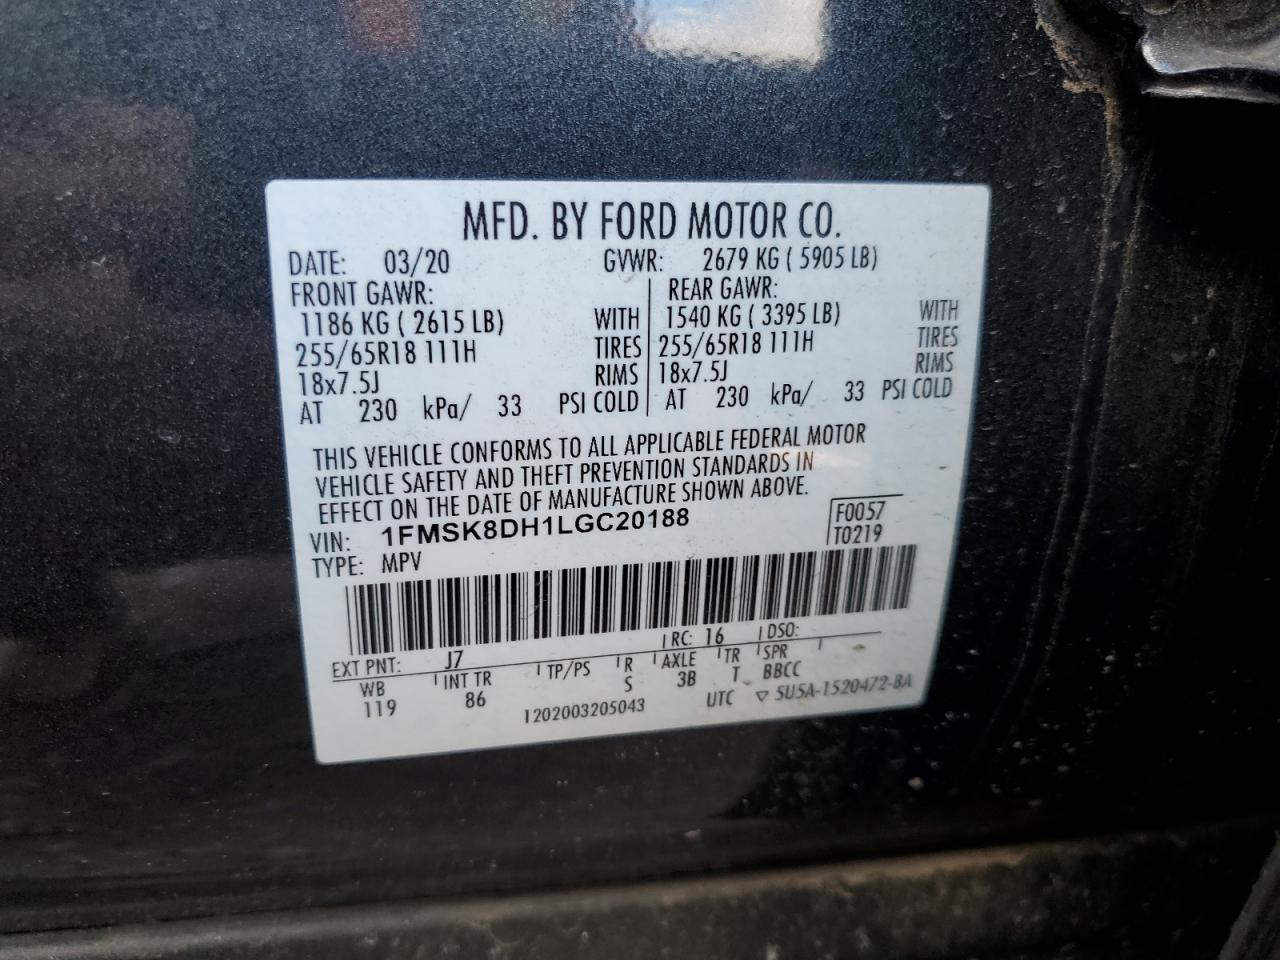 MFD. BY FORD MOTOR CO.
DATE: 03/20 GVWR: 2679 KG ( 5905 LB)
FRONT GAWR: REAR GAWR:
1186 KG ( 2615 LB) WITH 1540 KG ( 3395 LB) WITH
255/65R18 111H TIRES 255/65R18 111H TIRES
18x7.5J RIMS 18x7.5J RIMS
AT 230 kPa/ 33 PSI COLD AT 230 kPa/ 33 PSI COLD
THIS VEHICLE CONFORMS TO ALL APPLICABLE FEDERAL MOTOR
VEHICLE SAFETY AND THEFT PREVENTION STANDARDS IN
EFFECT ON THE DATE OF MANUFACTURE SHOWN ABOVE.
VIN: 1FMSK8DH1LGC20188 F0057
TYPE: MPV T0219
EXT PNT: J7 RC: 16 DSO:
WB INT TR TP/PS R AXLE TR SPR
119 86 S 3B T BBCC
1202003205043 UTC ▽ 5U5A-1520472-BA